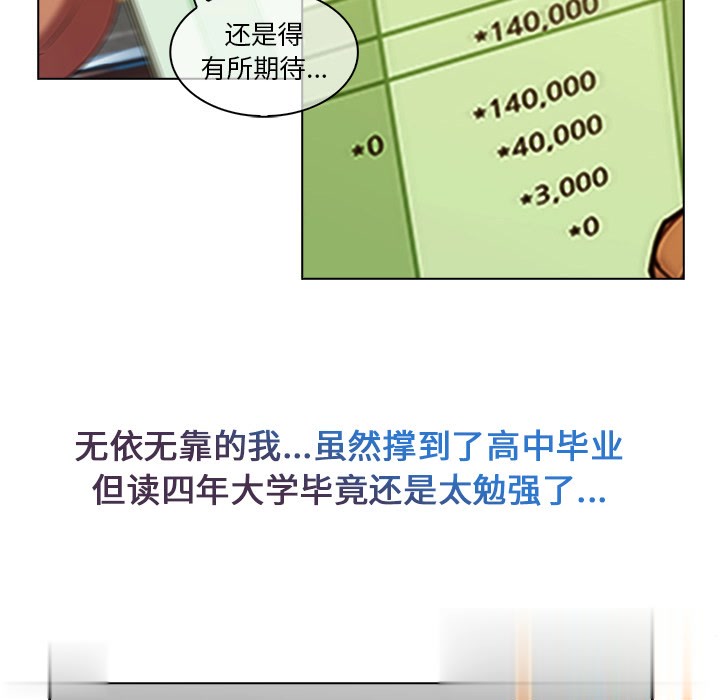 还是得
有所期待...
*140,000
*140,000
*0
*40,000
*3,000
*0
无依无靠的我...虽然撑到了高中毕业
但读四年大学毕竟还是太勉强了...